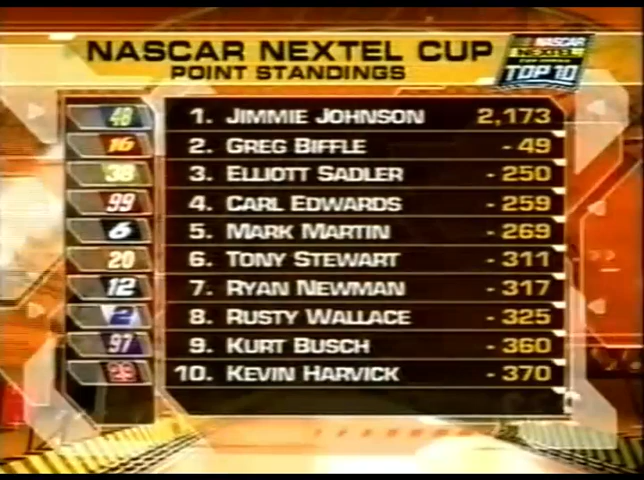 NASCAR NEXTEL CUP
POINT STANDINGS
NASCAR
NEXTEL
TOP 10
48 1. JIMMIE JOHNSON 2,173
16 2. GREG BIFFLE - 49
38 3. ELLIOTT SADLER - 250
99 4. CARL EDWARDS - 259
6 5. MARK MARTIN - 269
20 6. TONY STEWART - 311
12 7. RYAN NEWMAN - 317
2 8. RUSTY WALLACE - 325
97 9. KURT BUSCH - 360
29 10. KEVIN HARVICK - 370